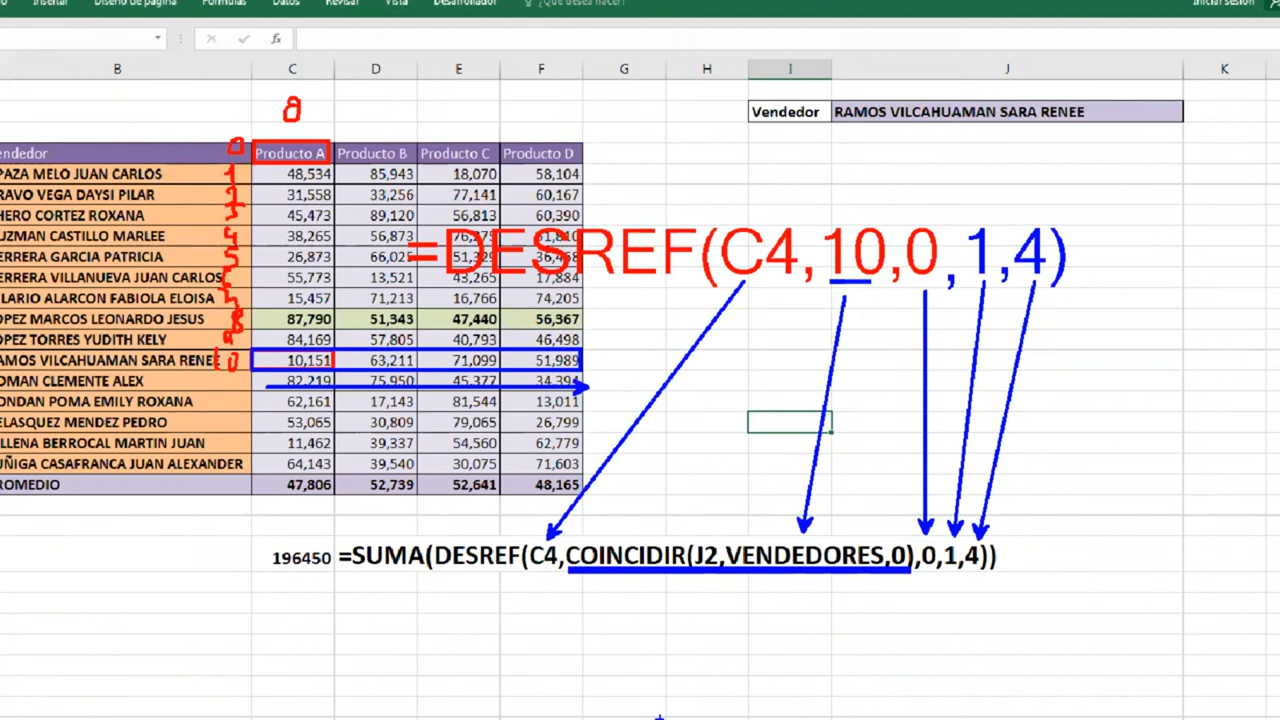 Insertar Diseño de página Fórmulas Datos Revisar Vista Desarrollador ¿Qué desea hacer? Iniciar sesión
fx
B C D E F G H I J K
8
Vendedor RAMOS VILCAHUAMAN SARA RENEE
endedor 0 Producto A Producto B Producto C Producto D
PAZA MELO JUAN CARLOS 1 48,534 85,943 18,070 58,104
RAVO VEGA DAYSI PILAR 2 31,558 33,256 77,141 60,167
HERO CORTEZ ROXANA 45,473 89,120 56,813 60,390
UZMAN CASTILLO MARLEE 4 38,265 56,873
ERRERA GARCIA PATRICIA 5 26,873
ERRERA VILLANUEVA JUAN CARLOS 55,773 13,521 43,265 17,884
ILARIO ALARCON FABIOLA ELOISA 15,457 71,213 16,766 74,205
OPEZ MARCOS LEONARDO JESUS 8 87,790 51,343 47,440 56,367
OPEZ TORRES YUDITH KELY 84,169 57,805 40,793 46,498
AMOS VILCAHUAMAN SARA RENEE 10,151 63,211 71,099 51,989
OMAN CLEMENTE ALEX 82,219 75,950 45,377 34,394
ONDAN POMA EMILY ROXANA 62,161 17,143 81,544 13,011
ELASQUEZ MENDEZ PEDRO 53,065 30,809 79,065 26,799
LLENA BERROCAL MARTIN JUAN 11,462 39,337 54,560 62,779
UÑIGA CASAFRANCA JUAN ALEXANDER 64,143 39,540 30,075 71,603
ROMEDIO 47,806 52,739 52,641 48,165
=DESREF(C4,10,0,1,4)
196450 =SUMA(DESREF(C4,COINCIDIR(J2,VENDEDORES,0),0,1,4))